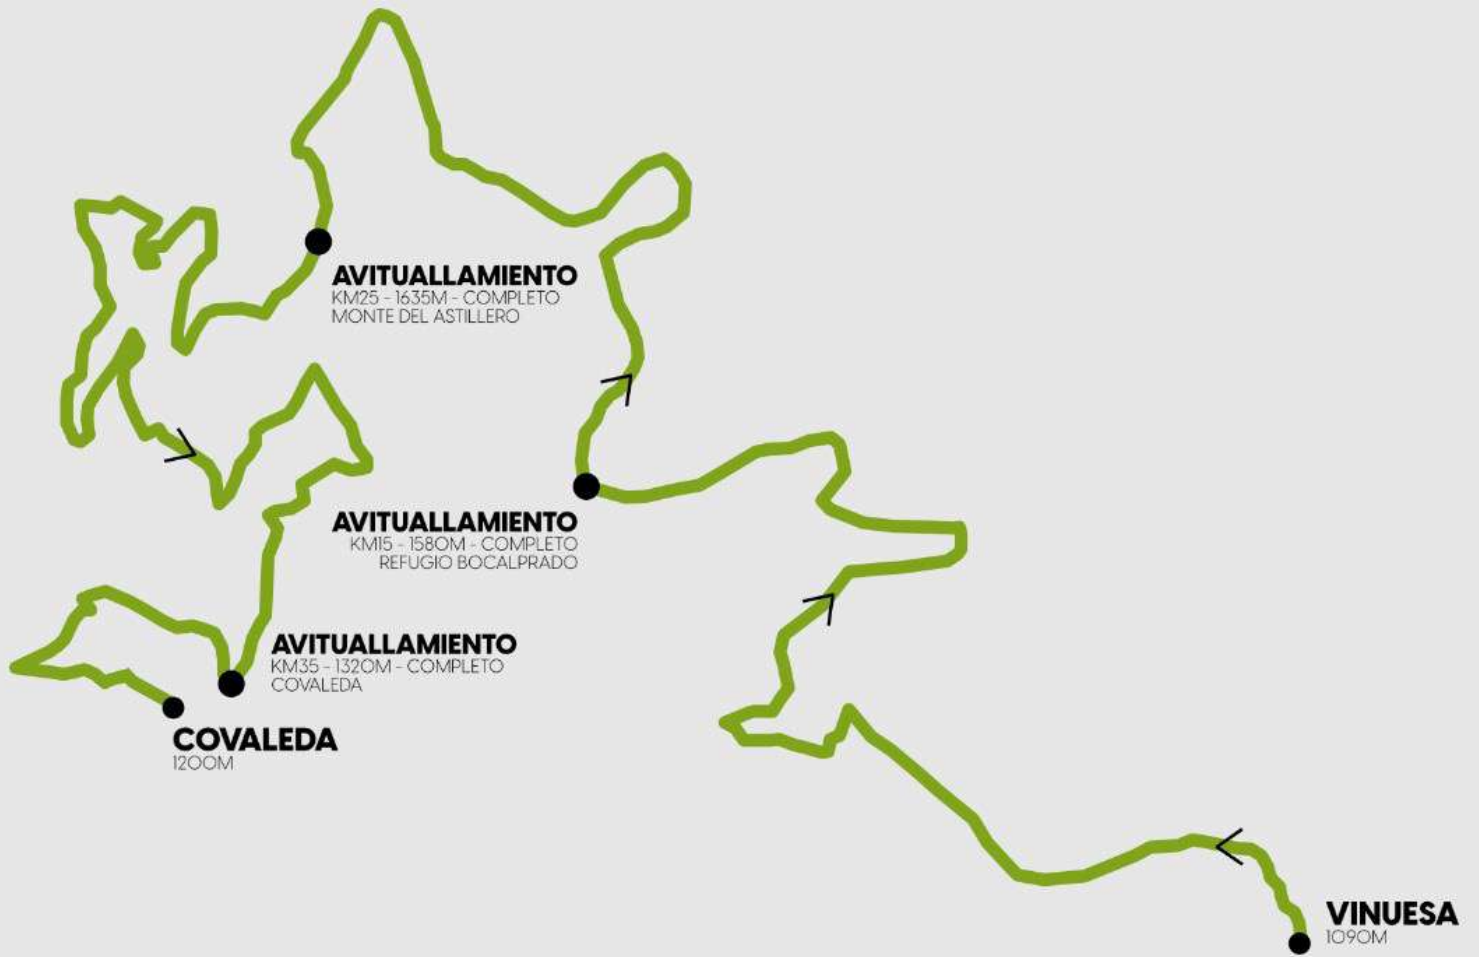 AVITUALLAMIENTO
KM25 - 1635M - COMPLETO
MONTE DEL ASTILLERO
AVITUALLAMIENTO
KM15 - 1580M - COMPLETO
REFUGIO BOCALPRADO
AVITUALLAMIENTO
KM35 - 1320M - COMPLETO
COVALEDA
COVALEDA
1200M
VINUESA
1090M